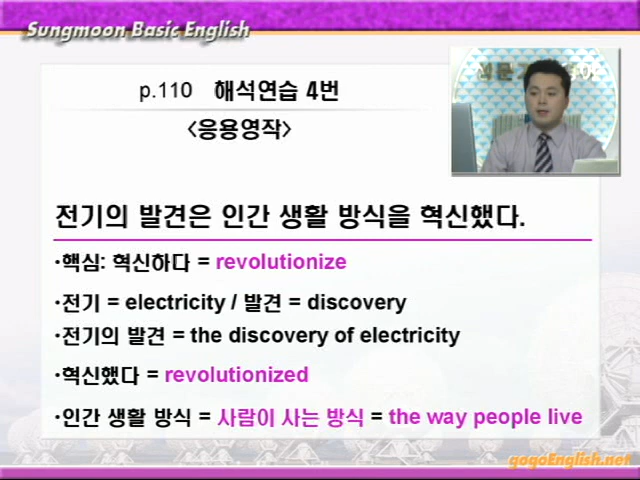 Sungmoon Basic English
p.110 해석연습 4번
<응용영작>
전기의 발견은 인간 생활 방식을 혁신했다.
·핵심: 혁신하다 = revolutionize
·전기 = electricity / 발견 = discovery
·전기의 발견 = the discovery of electricity
·혁신했다 = revolutionized
·인간 생활 방식 = 사람이 사는 방식 = the way people live
gogoEnglish.net